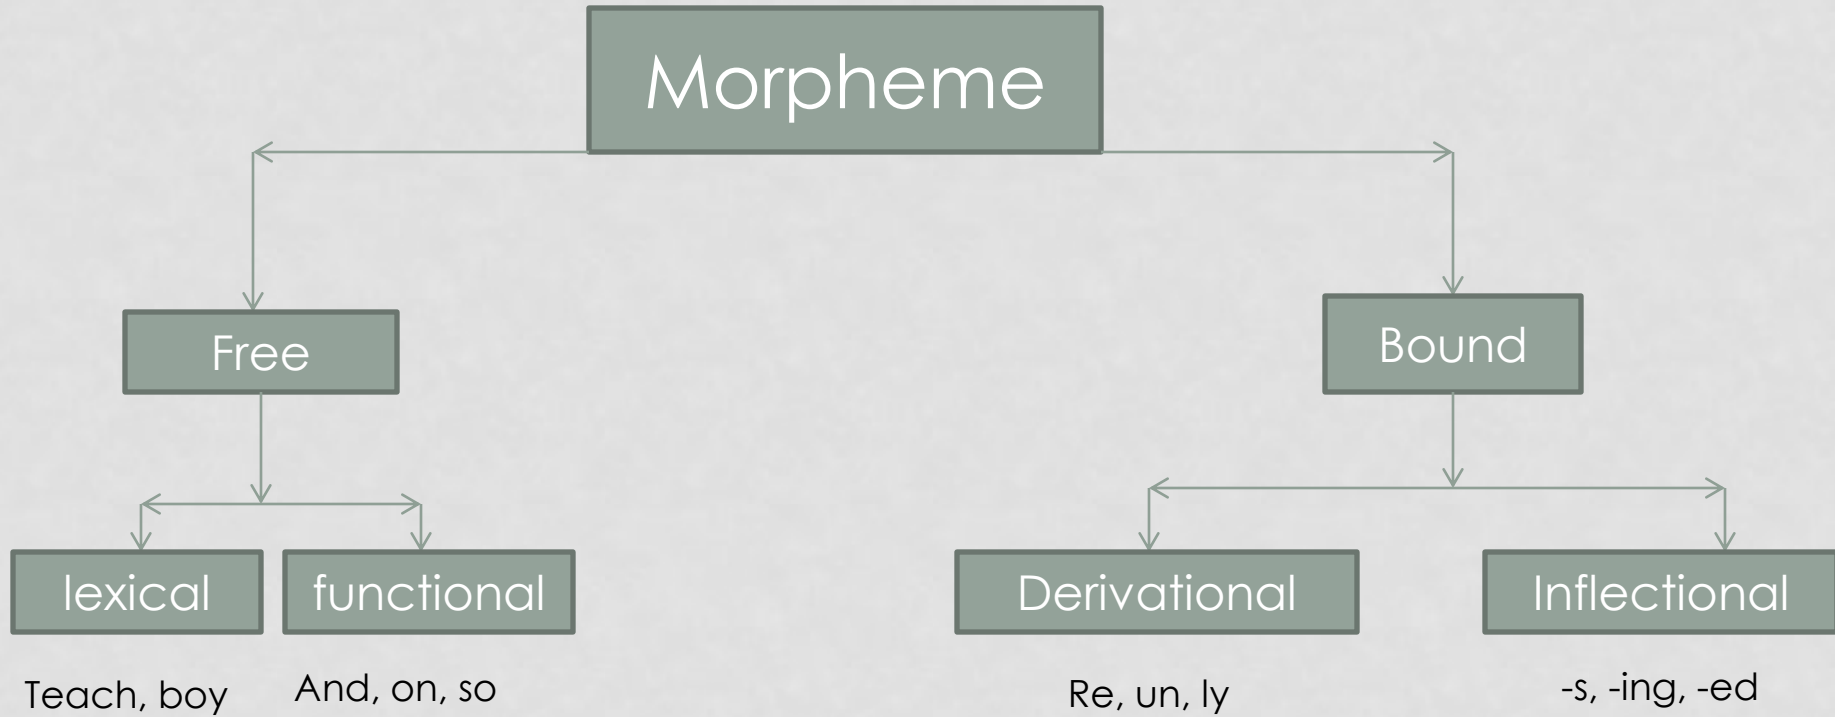 Morpheme
Free
Bound
lexical
functional
Derivational
Inflectional
Teach, boy
And, on, so
Re, un, ly
-s, -ing, -ed